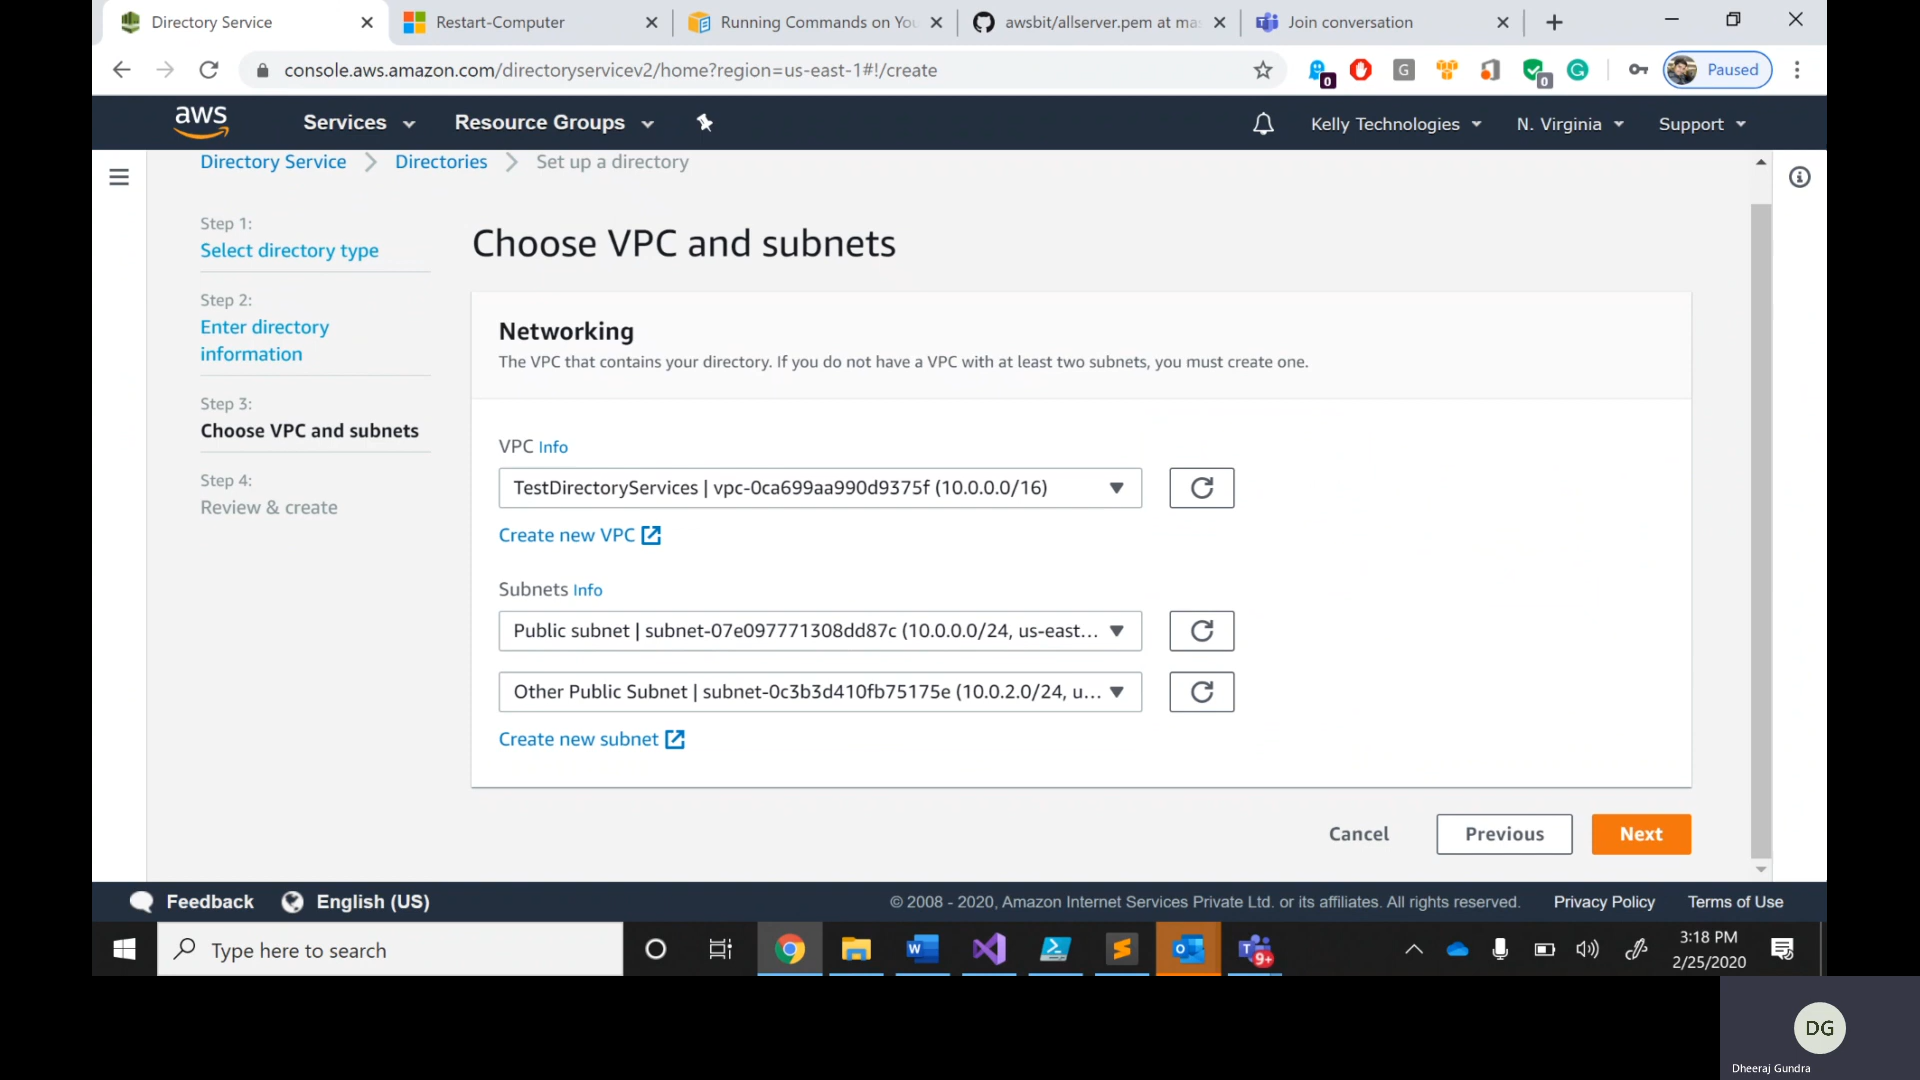 Directory Service
Restart-Computer
Running Commands on You
awsbit/allserver.pem at mas
Join conversation
console.aws.amazon.com/directoryservicev2/home?region=us-east-1#!/create
0
G
0
Paused
aws
Services
Resource Groups
Kelly Technologies
N. Virginia
Support
Directory Service
Directories
Set up a directory
Step 1:
Select directory type
Step 2:
Enter directory
information
Step 3:
Choose VPC and subnets
Step 4:
Review & create
Choose VPC and subnets
Networking
The VPC that contains your directory. If you do not have a VPC with at least two subnets, you must create one.
VPC Info
TestDirectoryServices | vpc-0ca699aa990d9375f (10.0.0.0/16)
Create new VPC
Subnets Info
Public subnet | subnet-07e097771308dd87c (10.0.0.0/24, us-east...
Other Public Subnet | subnet-0c3b3d410fb75175e (10.0.2.0/24, u...
Create new subnet
Cancel
Previous
Next
Feedback
English (US)
© 2008 - 2020, Amazon Internet Services Private Ltd. or its affiliates. All rights reserved.
Privacy Policy
Terms of Use
Type here to search
9+
3:18 PM
2/25/2020
DG
Dheeraj Gundra